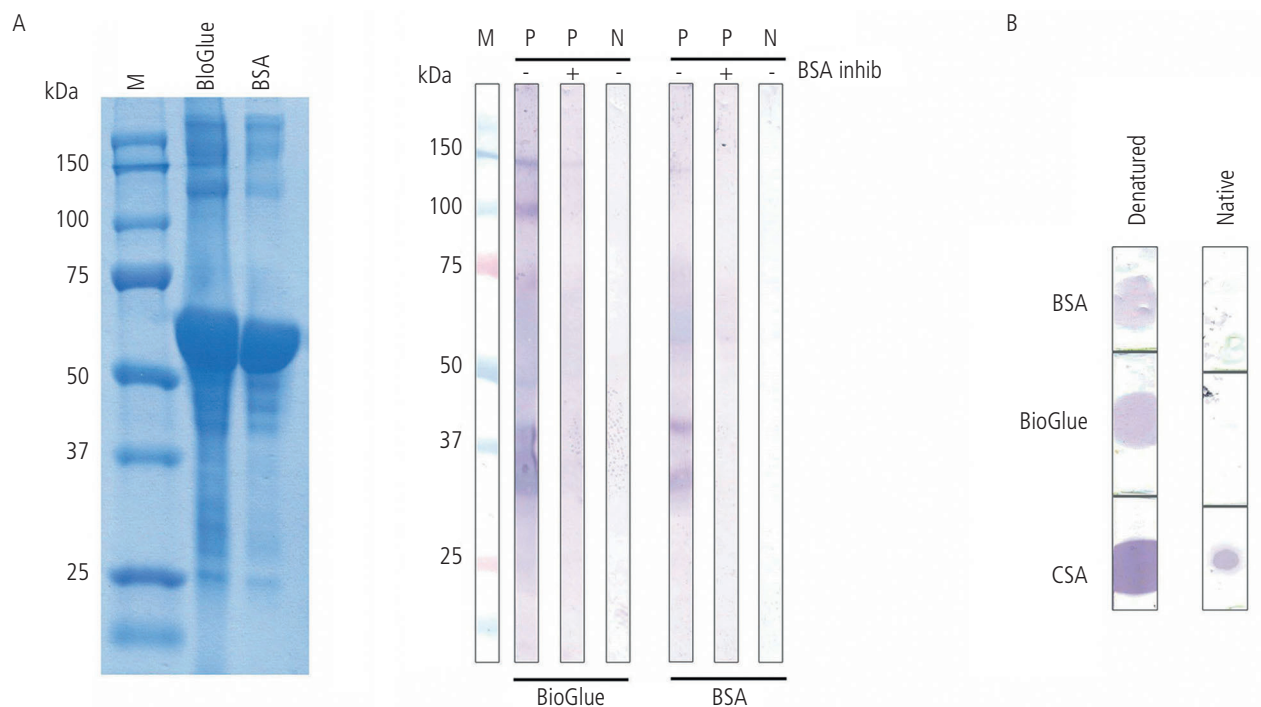 A
B
kDa
M
BIoGlue
BSA
150
100
75
50
37
25
M P P N P P N
kDa - + - - + - BSA inhib
150
100
75
50
37
25
BioGlue BSA
Denatured
Native
BSA
BioGlue
CSA